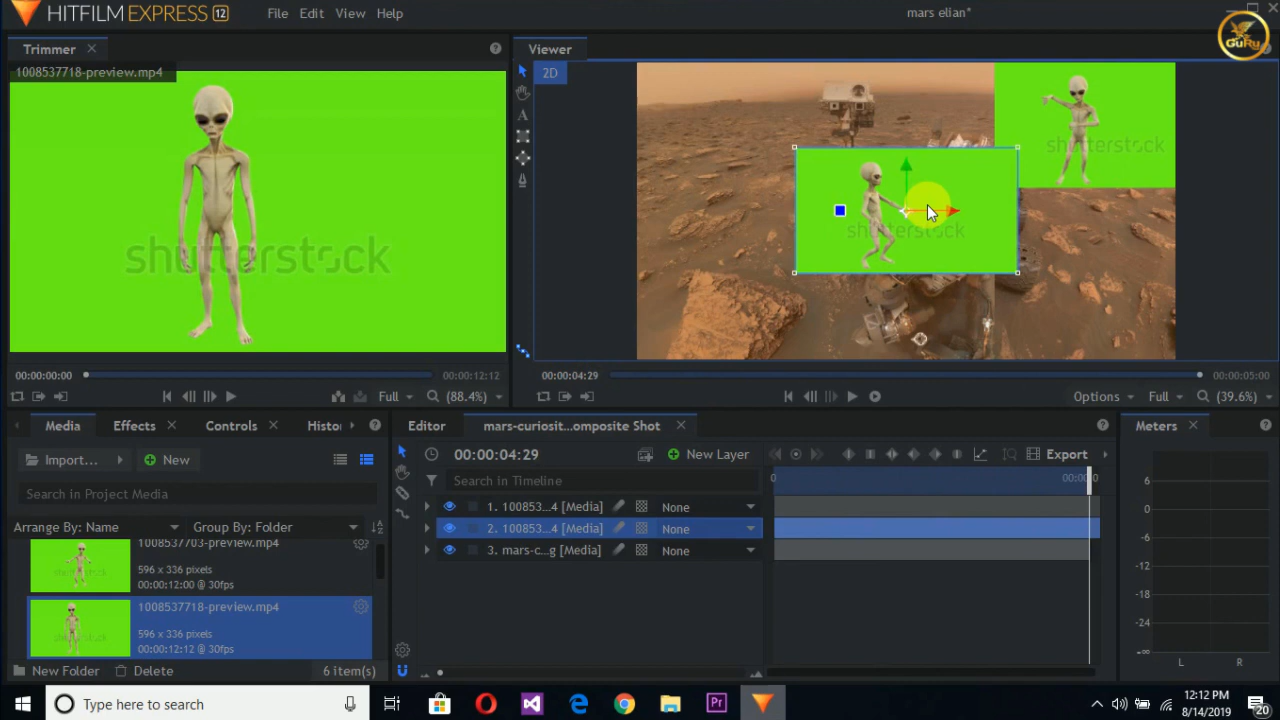 HITFILM EXPRESS 12
File Edit View Help
mars elian*
GuRu
Trimmer
Viewer
1008537718-preview.mp4
2D
shutterstock
shutterstock
shutterstock
00:00:00:00
00:00:12:12
00:00:04:29
00:00:05:00
Full
(88.4%)
Options
Full
(39.6%)
Media
Effects
Controls
Histo
Editor
mars-curiosit...omposite Shot
Meters
Import...
New
00:00:04:29
New Layer
Export
Search in Project Media
Search in Timeline
0
00:00
Arrange By: Name
Group By: Folder
1. 100853...4 [Media]
None
2. 100853...4 [Media]
None
3. mars-c...g [Media]
None
1008537703-preview.mp4
596 x 336 pixels
00:00:12:00 @ 30fps
1008537718-preview.mp4
596 x 336 pixels
00:00:12:12 @ 30fps
New Folder
Delete
6 item(s)
6
0
-6
-12
-18
-24
-∞
L
R
Type here to search
Pr
12:12 PM
8/14/2019
20